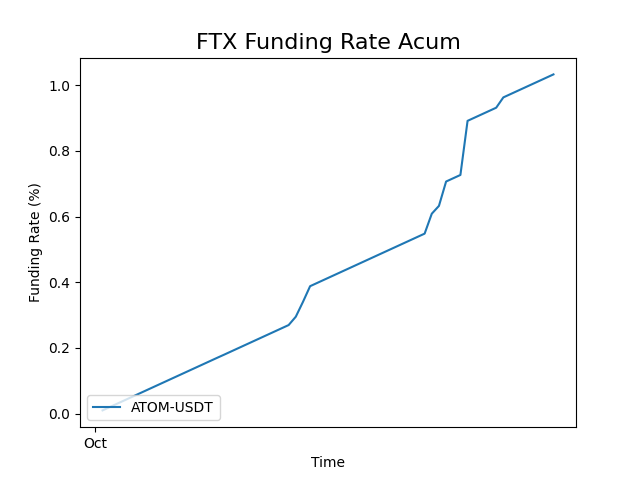 FTX Funding Rate Acum
Funding Rate (%)
1.0
0.8
0.6
0.4
0.2
0.0
ATOM-USDT
Oct
Time